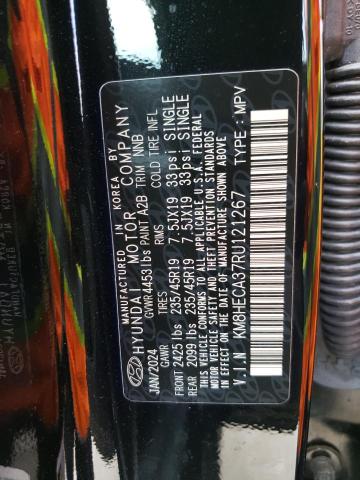 MANUFACTURED IN KOREA BY
HYUNDAI MOTOR COMPANY
JAN/2024 GVWR 4453lbs PAINT A2B TRIM NNB
GAWR RIMS COLD TIRE INFL.
FRONT 2425 lbs 235/45R19 7.5JX19 33psi SINGLE
REAR 2099 lbs 235/45R19 7.5JX19 33psi SINGLE
THIS VEHICLE CONFORMS TO ALL APPLICABLE U.S.A. FEDERAL
MOTOR VEHICLE SAFETY AND THEFT PREVENTION STANDARDS
IN EFFECT ON THE DATE OF MANUFACTURE SHOWN ABOVE.
V.I.N KM8HECA37RU121267 TYPE: MPV